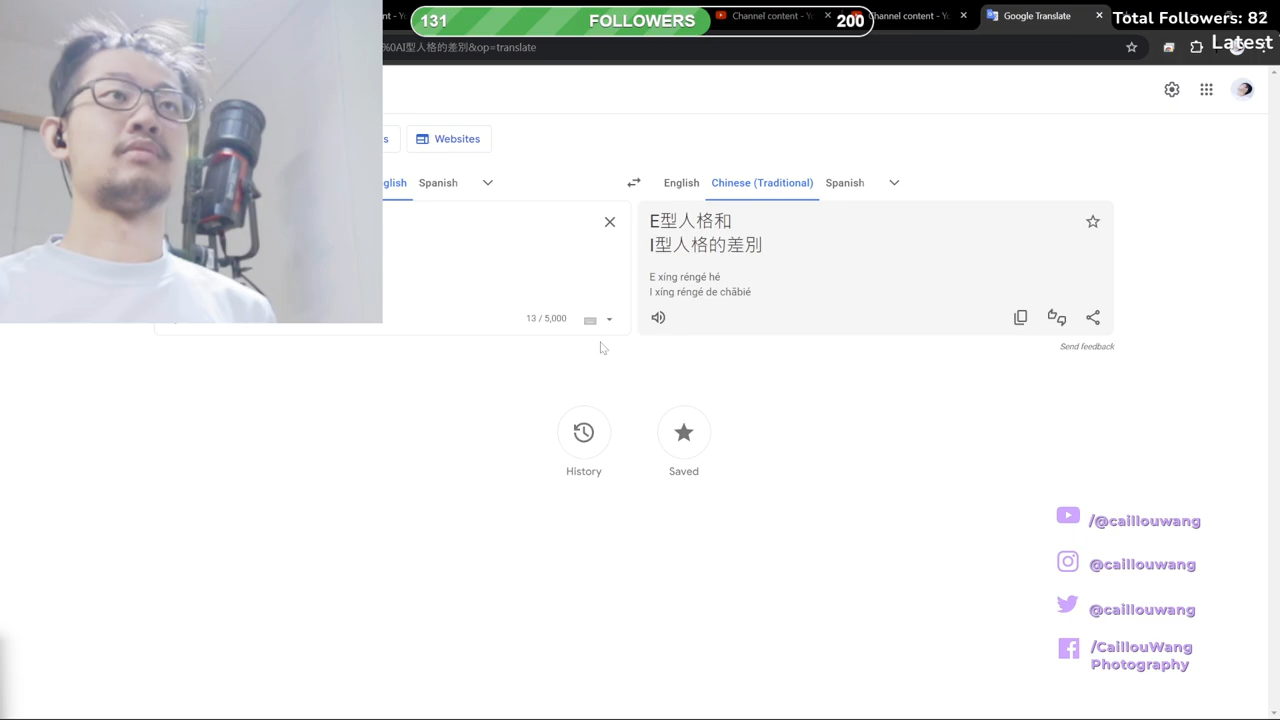 131 FOLLOWERS 200
Channel content - Y
Channel content - Y
Google Translate
Total Followers: 82
Latest
%0AI型人格的差別&op=translate
Websites
glish Spanish
English Chinese (Traditional) Spanish
E型人格和
I型人格的差別
E xíng réngé hé
I xíng réngé de chābié
13 / 5,000
Send feedback
History
Saved
/@caillouwang
@caillouwang
@caillouwang
/CaillouWang
Photography